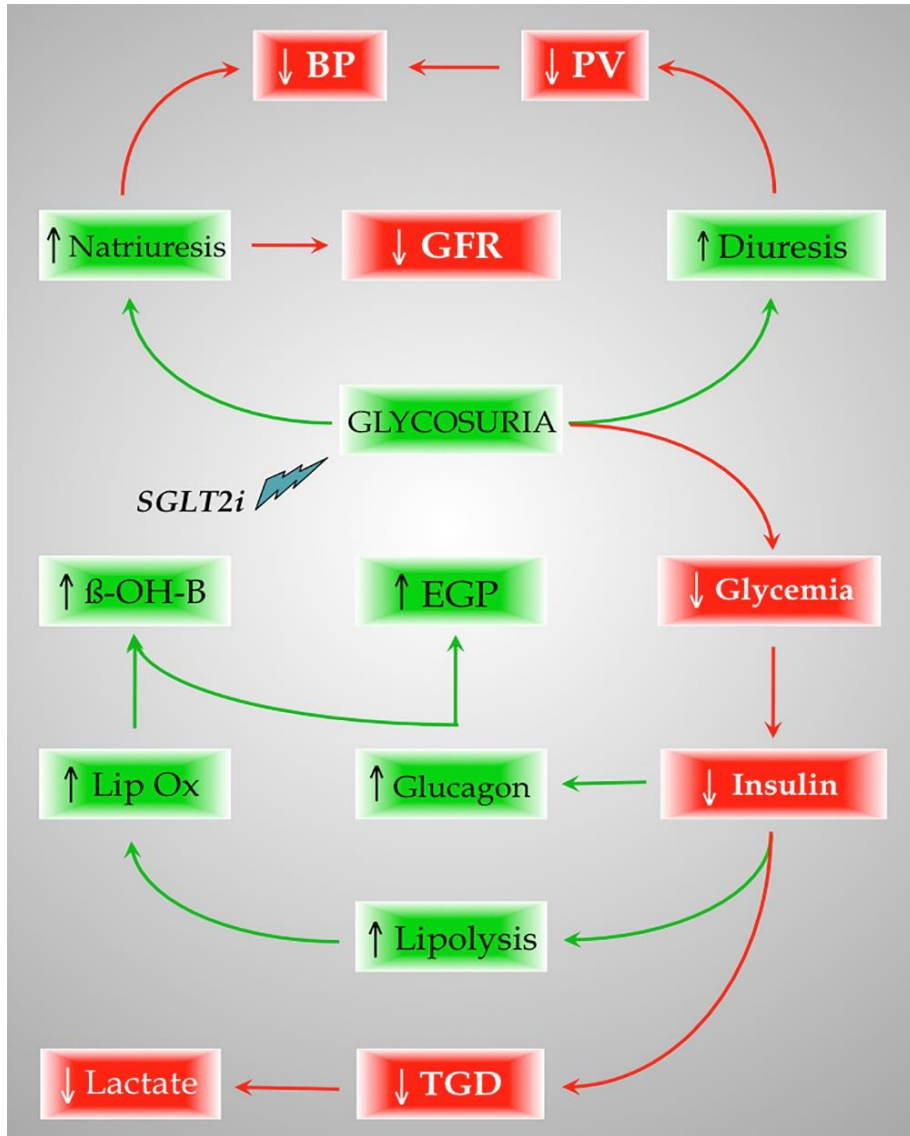 ↓ BP
↓ PV
↑ Natriuresis
↓ GFR
↑ Diuresis
GLYCOSURIA
SGLT2i
↑ ß-OH-B
↑ EGP
↓ Glycemia
↑ Lip Ox
↑ Glucagon
↓ Insulin
↑ Lipolysis
↓ Lactate
↓ TGD